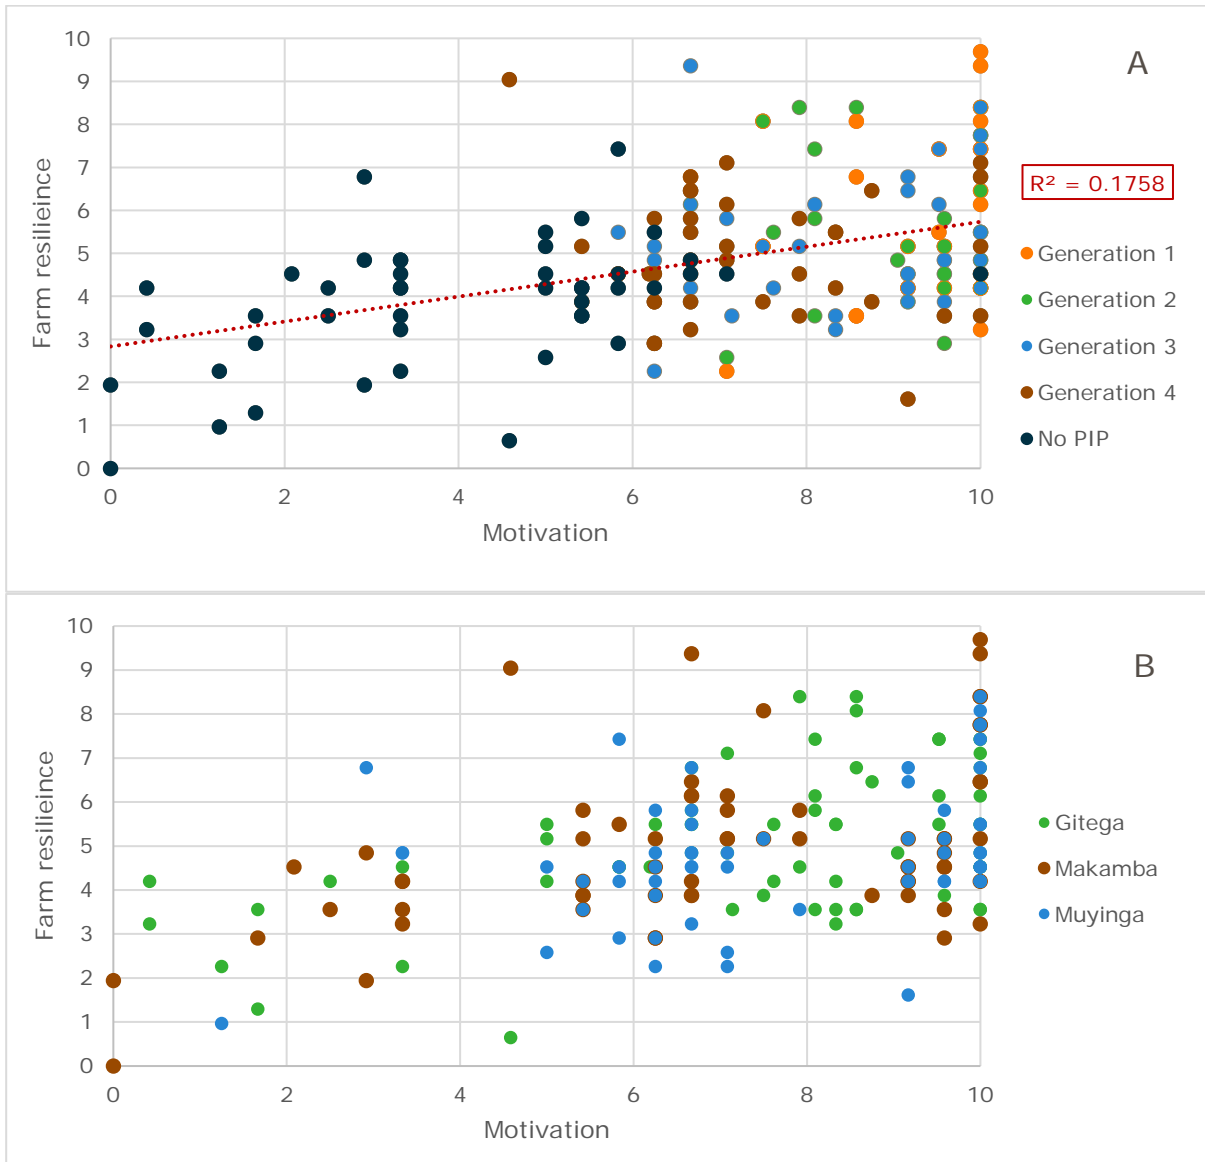 10
9
8
7
6
5
4
3
2
1
0
Farm resilieince
0 2 4 6 8 10
Motivation
A
R² = 0.1758
Generation 1
Generation 2
Generation 3
Generation 4
No PIP
10
9
8
7
6
5
4
3
2
1
0
Farm resilieince
0 2 4 6 8 10
Motivation
B
Gitega
Makamba
Muyinga